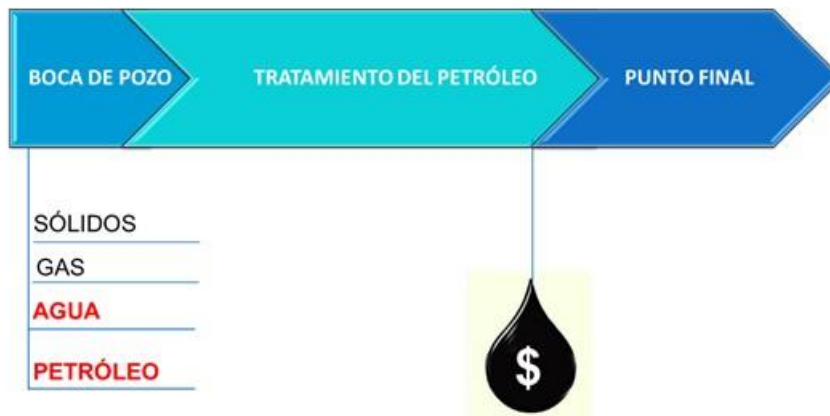 BOCA DE POZO
TRATAMIENTO DEL PETRÓLEO
PUNTO FINAL
SÓLIDOS
GAS
AGUA
PETRÓLEO
$